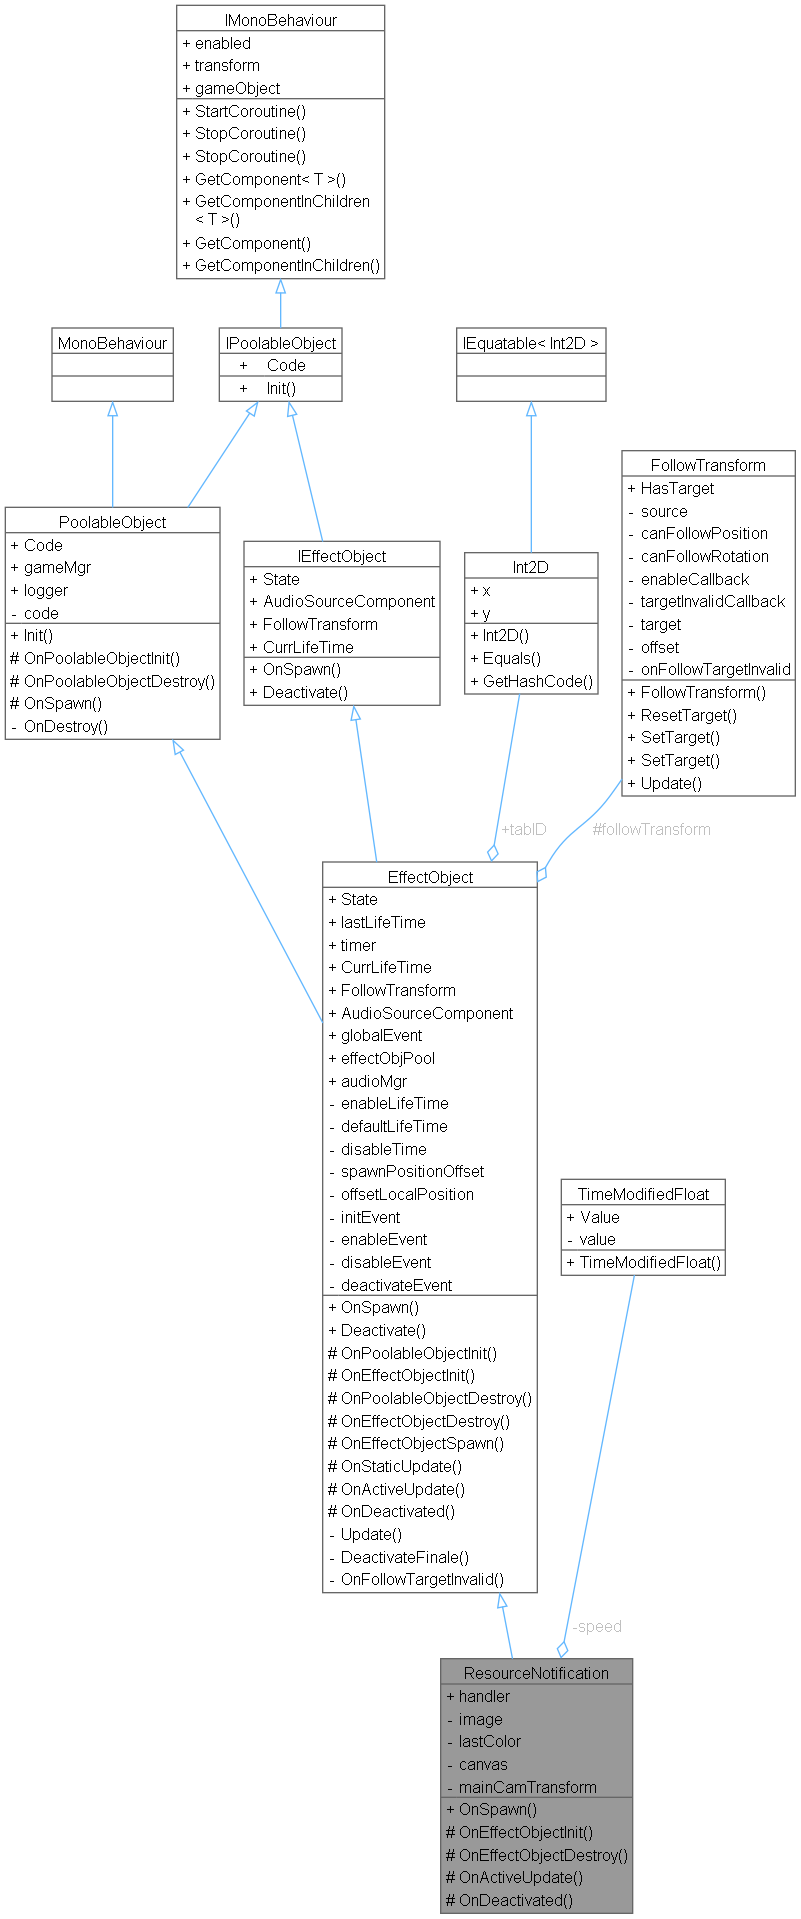 IMonoBehaviour
+ enabled
+ transform
+ gameObject
+ StartCoroutine()
+ StopCoroutine()
+ StopCoroutine()
+ GetComponent< T >()
+ GetComponentInChildren
< T >()
+ GetComponent()
+ GetComponentInChildren()
MonoBehaviour
IPoolableObject
+ Code
+ Init()
IEquatable< Int2D >
FollowTransform
+ HasTarget
- source
- canFollowPosition
- canFollowRotation
- enableCallback
- targetInvalidCallback
- target
- offset
- onFollowTargetInvalid
+ FollowTransform()
+ ResetTarget()
+ SetTarget()
+ SetTarget()
+ Update()
PoolableObject
+ Code
+ gameMgr
+ logger
- code
+ Init()
# OnPoolableObjectInit()
# OnPoolableObjectDestroy()
# OnSpawn()
- OnDestroy()
IEffectObject
+ State
+ AudioSourceComponent
+ FollowTransform
+ CurrLifeTime
+ OnSpawn()
+ Deactivate()
Int2D
+ x
+ y
+ Int2D()
+ Equals()
+ GetHashCode()
+tabID
#followTransform
EffectObject
+ State
+ lastLifeTime
+ timer
+ CurrLifeTime
+ FollowTransform
+ AudioSourceComponent
+ globalEvent
+ effectObjPool
+ audioMgr
- enableLifeTime
- defaultLifeTime
- disableTime
- spawnPositionOffset
- offsetLocalPosition
- initEvent
- enableEvent
- disableEvent
- deactivateEvent
+ OnSpawn()
+ Deactivate()
# OnPoolableObjectInit()
# OnEffectObjectInit()
# OnPoolableObjectDestroy()
# OnEffectObjectDestroy()
# OnEffectObjectSpawn()
# OnStaticUpdate()
# OnActiveUpdate()
# OnDeactivated()
- Update()
- DeactivateFinale()
- OnFollowTargetInvalid()
TimeModifiedFloat
+ Value
- value
+ TimeModifiedFloat()
-speed
ResourceNotification
+ handler
- image
- lastColor
- canvas
- mainCamTransform
+ OnSpawn()
# OnEffectObjectInit()
# OnEffectObjectDestroy()
# OnActiveUpdate()
# OnDeactivated()